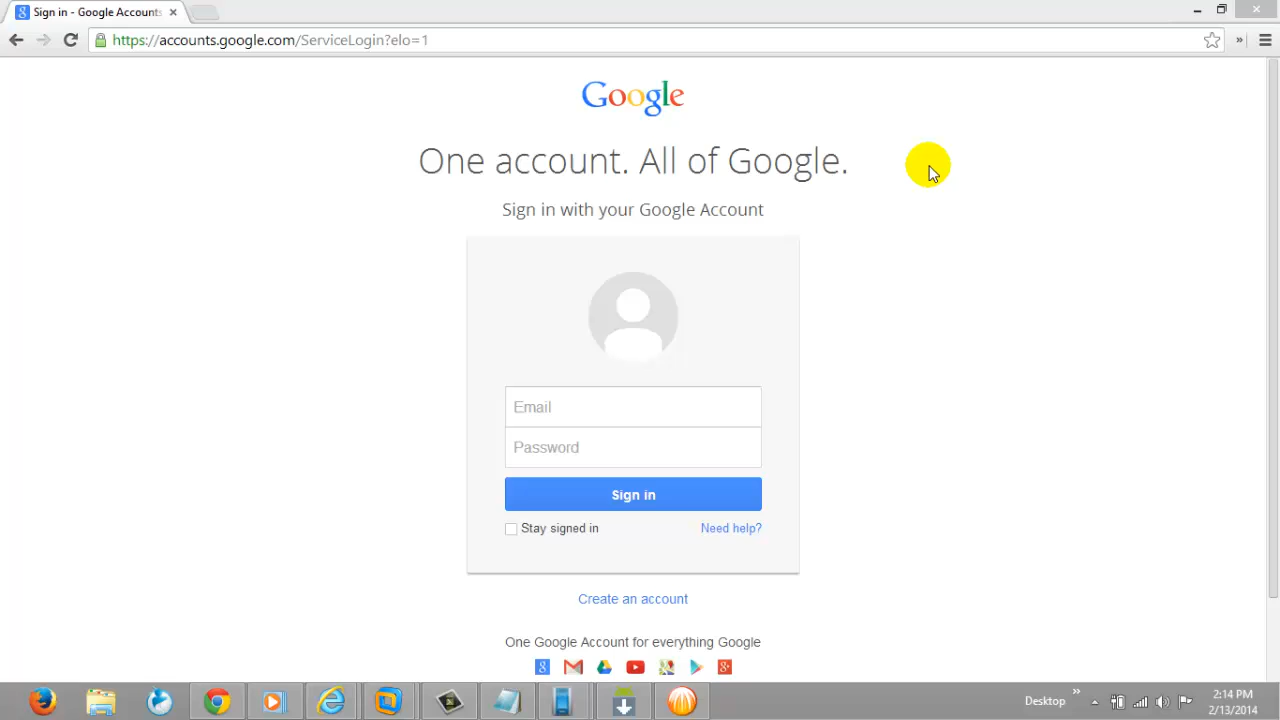 Sign in - Google Accounts
https://accounts.google.com/ServiceLogin?elo=1
Google
One account. All of Google.
Sign in with your Google Account
Email
Password
Sign in
Stay signed in
Need help?
Create an account
One Google Account for everything Google
Desktop
2:14 PM
2/13/2014